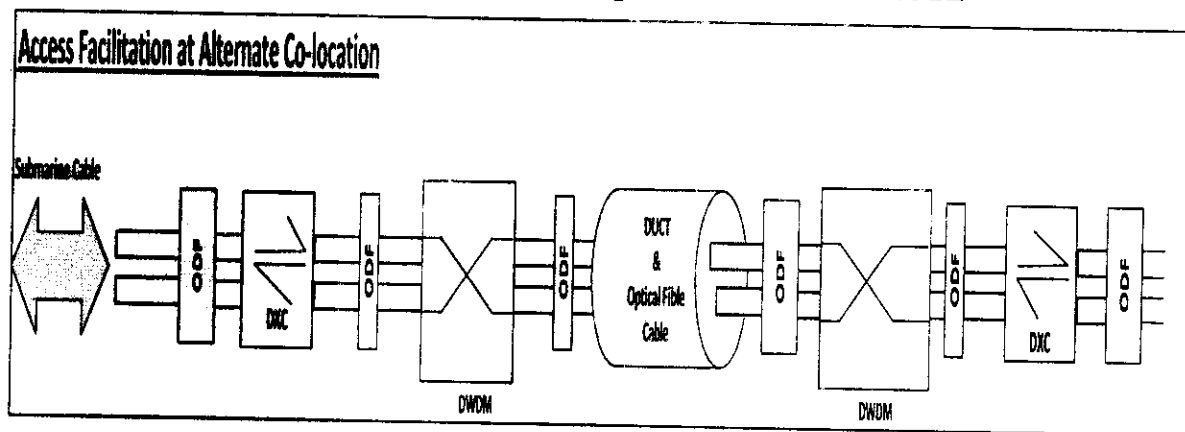 Access Facilitation at Alternate Co-location
Submarine Cable
ODF
DXC
ODF
DWDM
ODF
DUCT
&
Optical Fible
Cable
ODF
DWDM
ODF
DXC
ODF